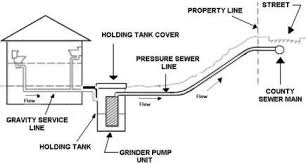 PROPERTY LINE
STREET
HOLDING TANK COVER
PRESSURE SEWER
LINE
Flow
Flow
Flow
COUNTY
SEWER MAIN
GRAVITY SERVICE
LINE
HOLDING TANK
GRINDER PUMP
UNIT